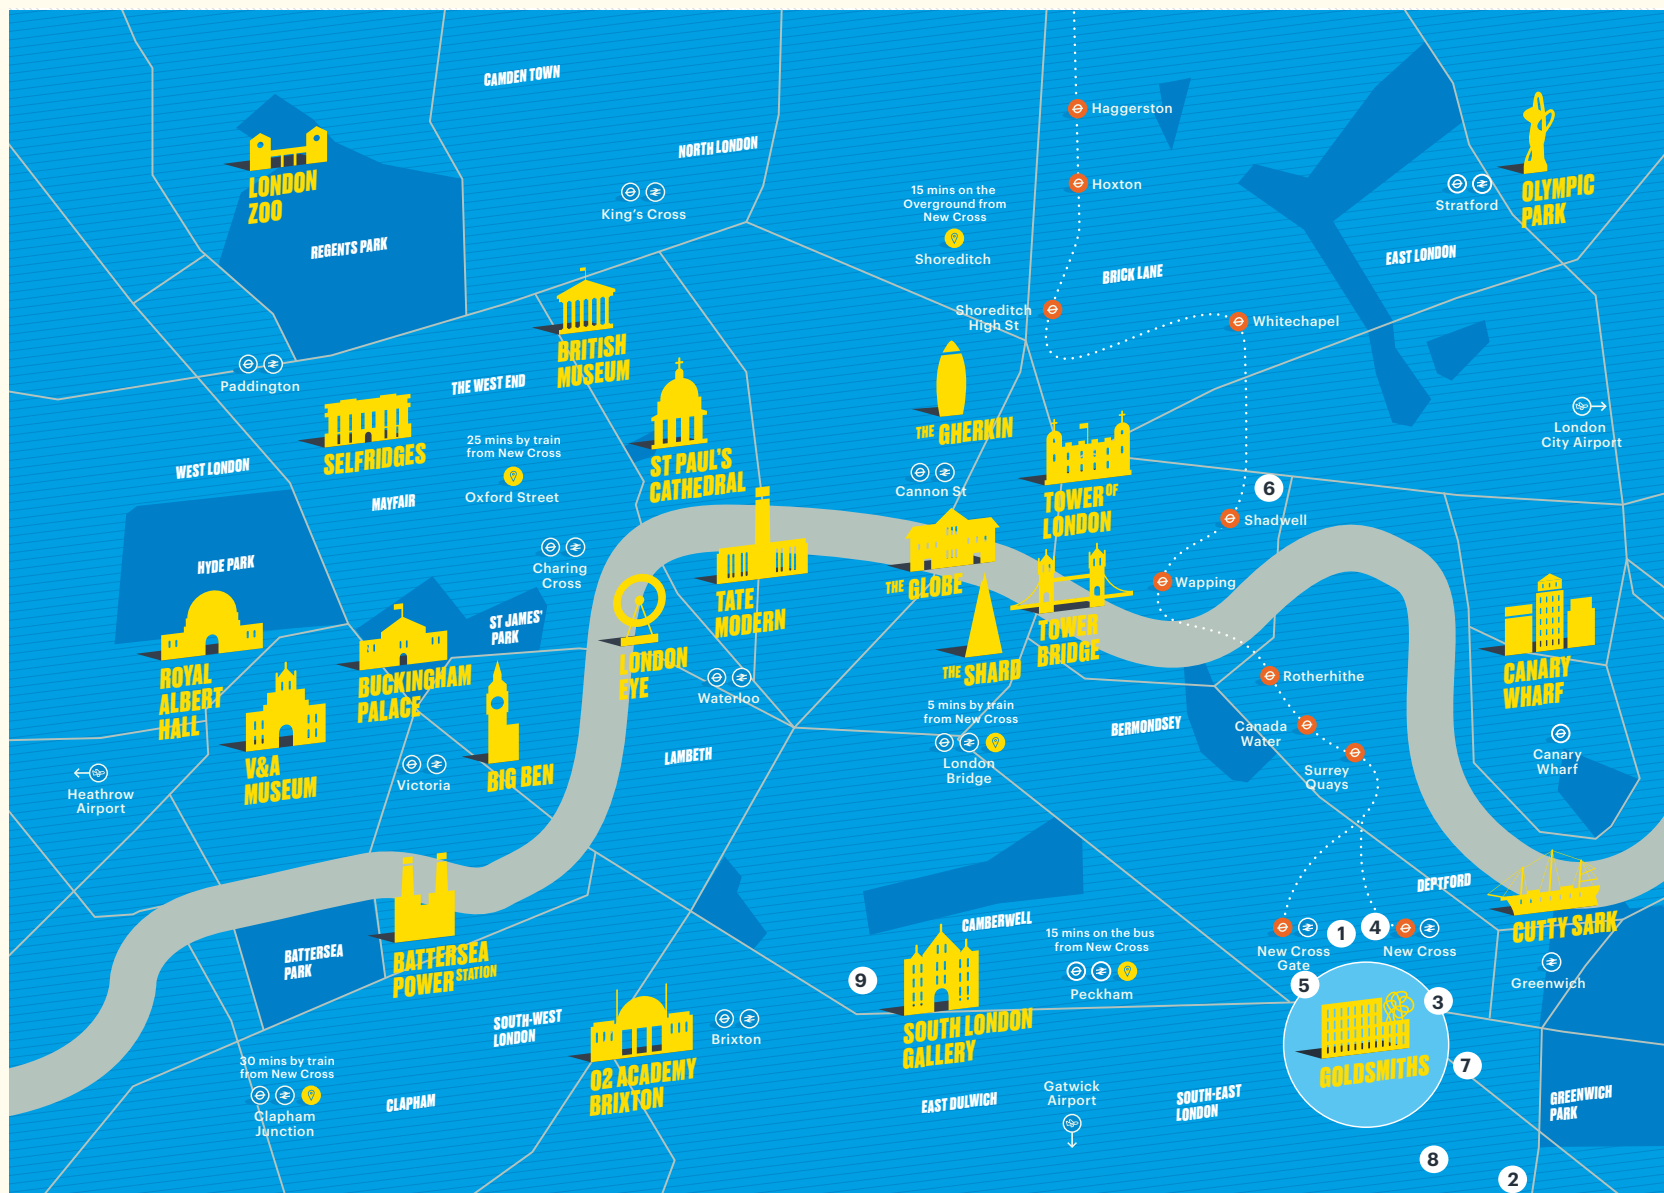 CAMDEN TOWN
NORTH LONDON
LONDON
ZOO
REGENTS PARK
King's Cross
Haggerston
Hoxton
15 mins on the
Overground from
New Cross
Shoreditch
Stratford
OLYMPIC
PARK
EAST LONDON
BRICK LANE
Shoreditch
High St
Whitechapel
BRITISH
MUSEUM
Paddington
THE WEST END
SELFRIDGES
WEST LONDON
25 mins by train
from New Cross
Oxford Street
MAYFAIR
ST PAUL'S
CATHEDRAL
THE GHERKIN
Cannon St
TOWER OF
LONDON
London
City Airport
6
Shadwell
HYDE PARK
Charing
Cross
THE GLOBE
TATE
MODERN
Wapping
TOWER
BRIDGE
ST JAMES'
PARK
ROYAL
ALBERT
HALL
BUCKINGHAM
PALACE
LONDON
EYE
Waterloo
THE SHARD
Rotherhithe
CANARY
WHARF
5 mins by train
from New Cross
London
Bridge
BERMONDSEY
Canada
Water
Surrey
Quays
Canary
Wharf
V&A
MUSEUM
Victoria
BIG BEN
LAMBETH
Heathrow
Airport
DEPTFORD
CUTTY SARK
Greenwich
BATTERSEA
PARK
BATTERSEA
POWER STATION
CAMBERWELL
15 mins on the bus
from New Cross
Peckham
New Cross
Gate
1
4
New Cross
9
5
3
SOUTH LONDON
GALLERY
SOUTH-WEST
LONDON
Brixton
O2 ACADEMY
BRIXTON
30 mins by train
from New Cross
Clapham
Junction
CLAPHAM
EAST DULWICH
Gatwick
Airport
SOUTH-EAST
LONDON
GOLDSMITHS
7
GREENWICH
PARK
8
2